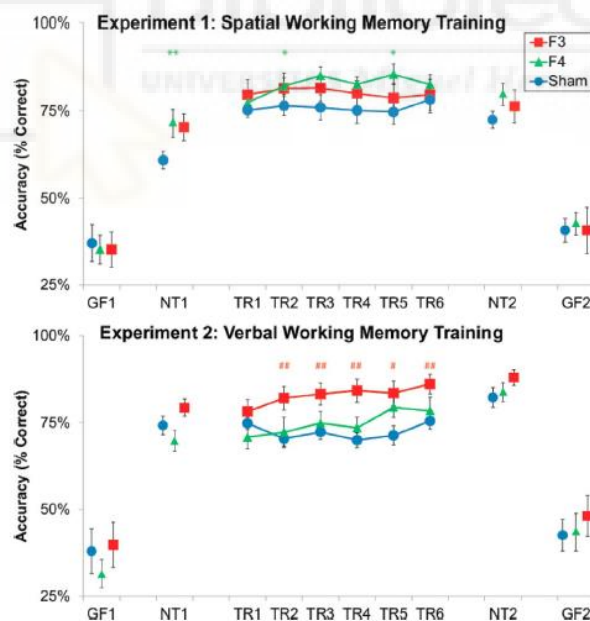 Experiment 1: Spatial Working Memory Training
F3
F4
Sham
Accuracy (% Correct)
100%
75%
50%
25%
**
*
*
GF1 NT1 TR1 TR2 TR3 TR4 TR5 TR6 NT2 GF2
Experiment 2: Verbal Working Memory Training
Accuracy (% Correct)
100%
75%
50%
25%
## ## ## # ##
GF1 NT1 TR1 TR2 TR3 TR4 TR5 TR6 NT2 GF2